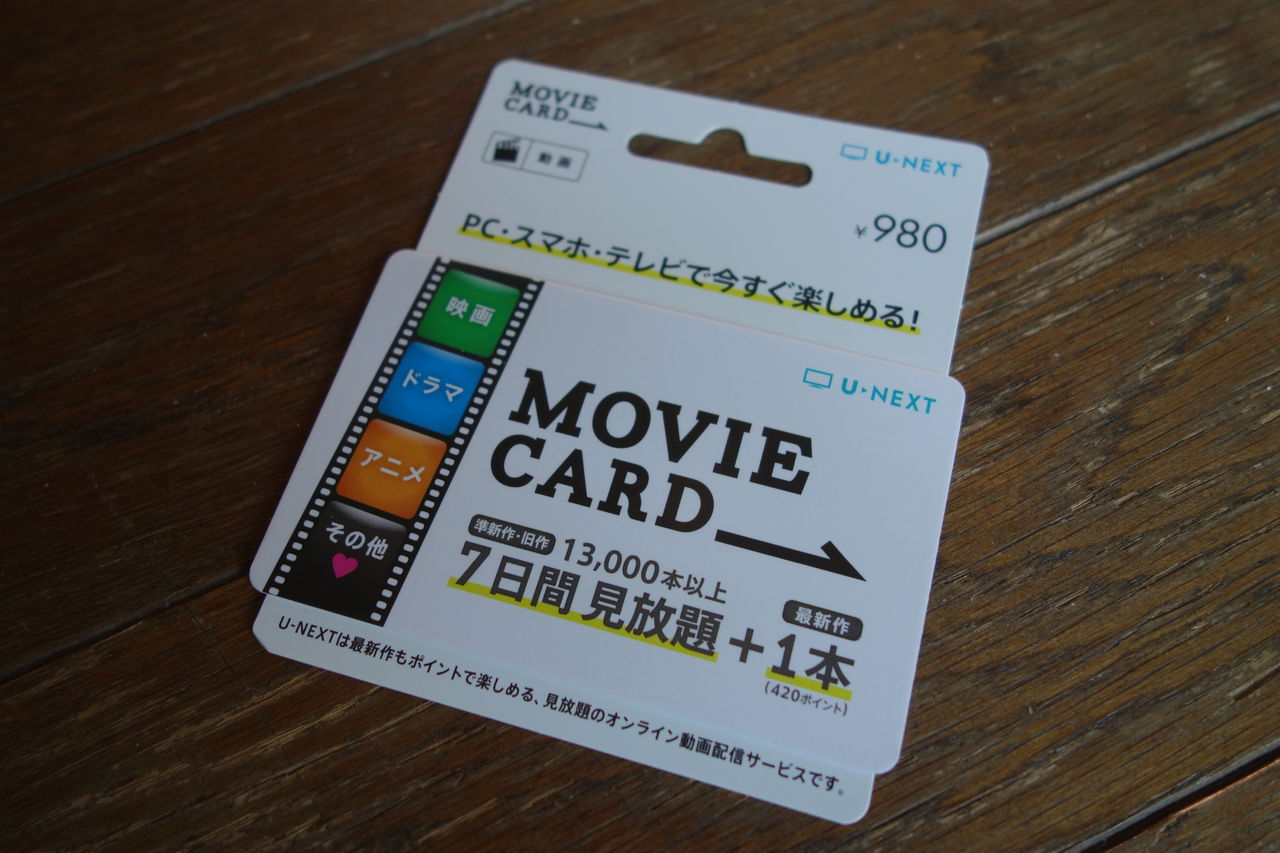 MOVIE
CARD
動画
U-NEXT
¥980
PC・スマホ・テレビで今すぐ楽しめる!
映画
ドラマ
アニメ
その他
U-NEXT
MOVIE
CARD
準新作・旧作 13,000本以上
7日間見放題+
最新作
1本
(420ポイント)
U-NEXTは最新作もポイントで楽しめる、見放題のオンライン動画配信サービスです。